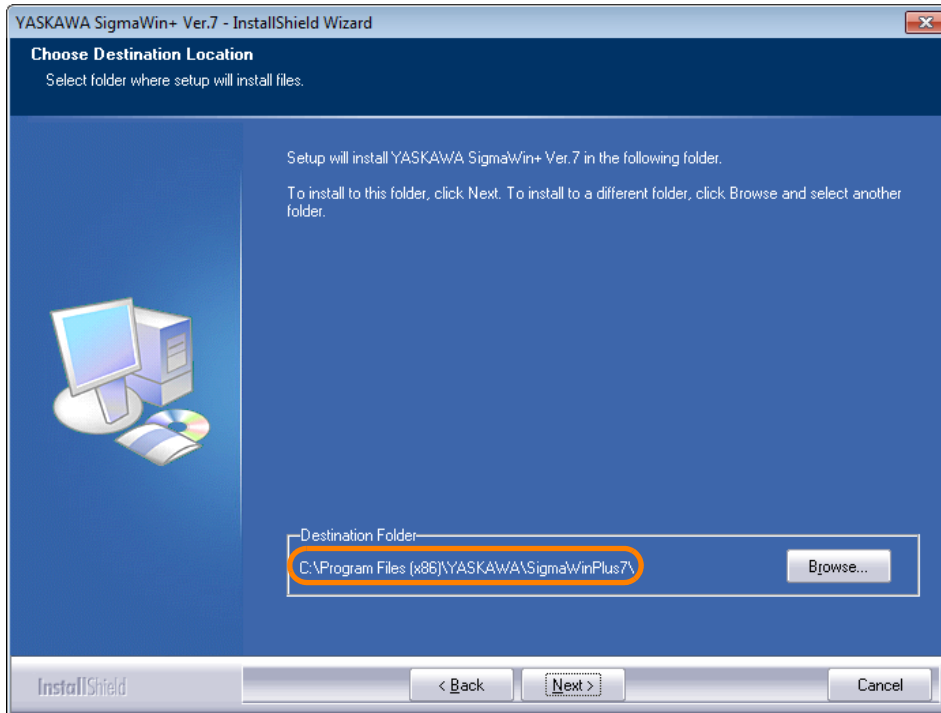 YASKAWA SigmaWin+ Ver.7 - InstallShield Wizard
Choose Destination Location
Select folder where setup will install files.
Setup will install YASKAWA SigmaWin+ Ver.7 in the following folder.
To install to this folder, click Next. To install to a different folder, click Browse and select another
folder.
Destination Folder
C:\Program Files (x86)\YASKAWA\SigmaWinPlus7\
Browse...
InstallShield
< Back
Next >
Cancel